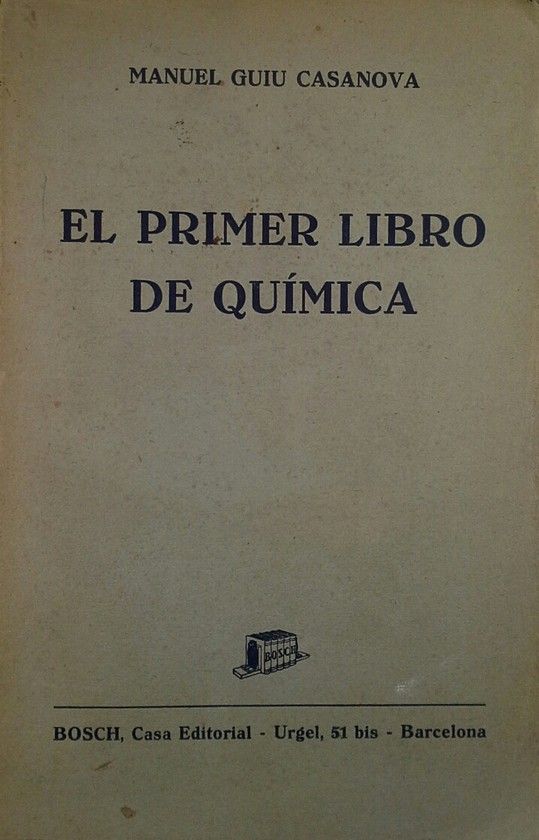 MANUEL GUIU CASANOVA
EL PRIMER LIBRO
DE QUÍMICA
BOSCH
BOSCH, Casa Editorial - Urgel, 51 bis - Barcelona